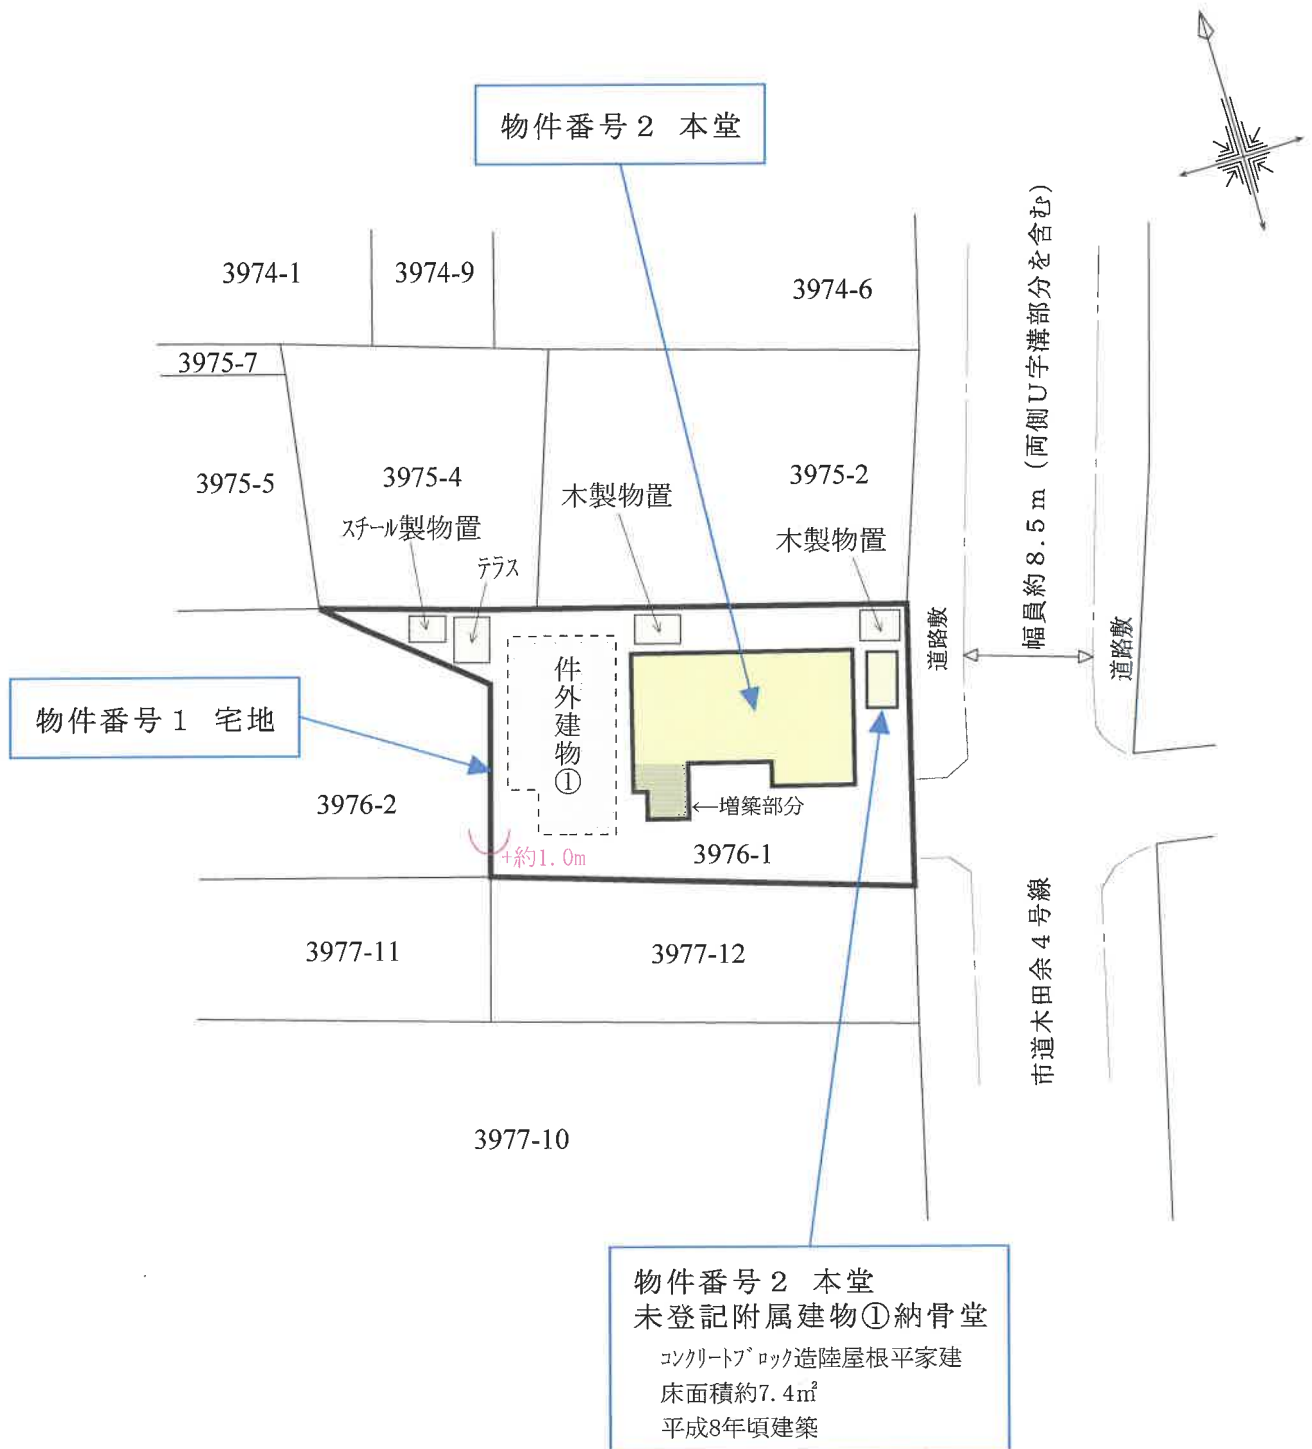 物件番号２　本堂
幅員約８.５ｍ（両側Ｕ字溝部分を含む）
3974-1
3974-9
3974-6
3975-7
3975-5
3975-4
3975-2
木製物置
スチール製物置
木製物置
テラス
道路敷
道路敷
件外建物①
物件番号１　宅地
3976-2
←増築部分
+約1.0m
3976-1
3977-11
3977-12
市道木田余４号線
3977-10
物件番号２　本堂
未登記附属建物①納骨堂
コンクリートブロック造陸屋根平家建
床面積約7.4㎡
平成8年頃建築